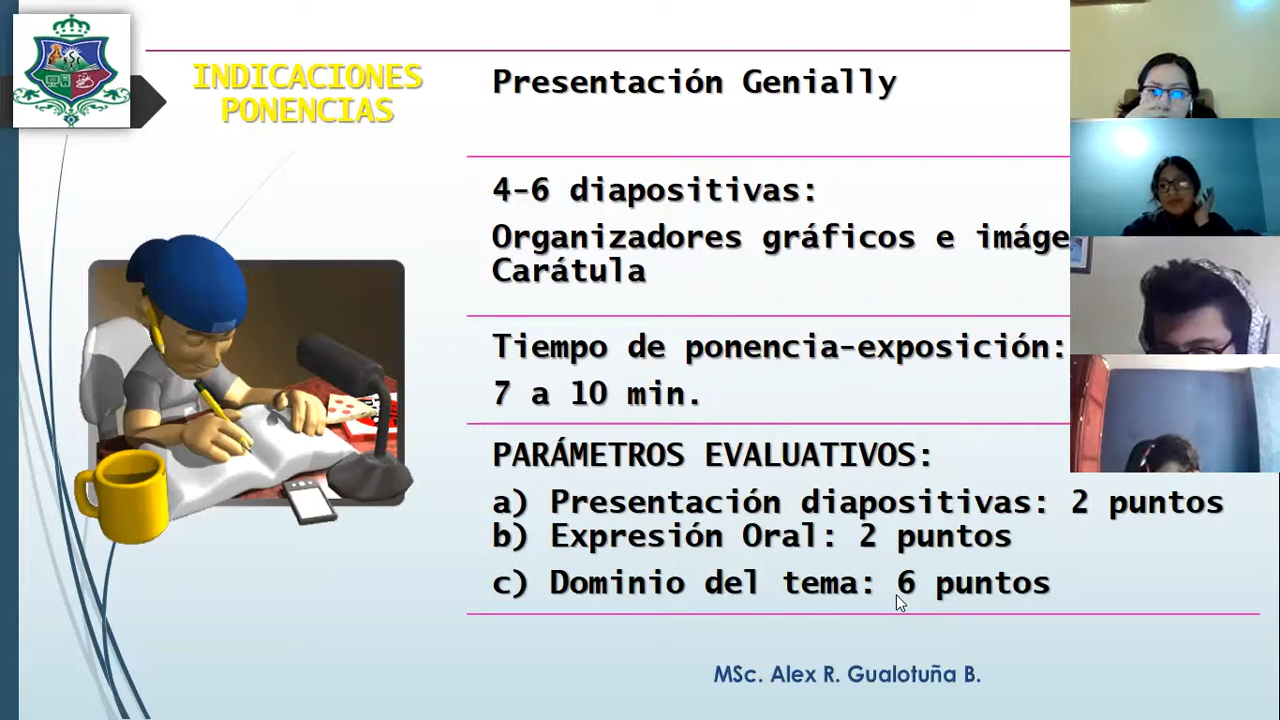 INDICACIONES
PONENCIAS
Presentación Genially
4-6 diapositivas:
Organizadores gráficos e
Carátula
Tiempo de ponencia-exposición:
7 a 10 min.
PARÁMETROS EVALUATIVOS:
a) Presentación diapositivas: 2 puntos
b) Expresión Oral: 2 puntos
c) Dominio del tema: 6 puntos
MSc. Alex R. Gualotuña B.